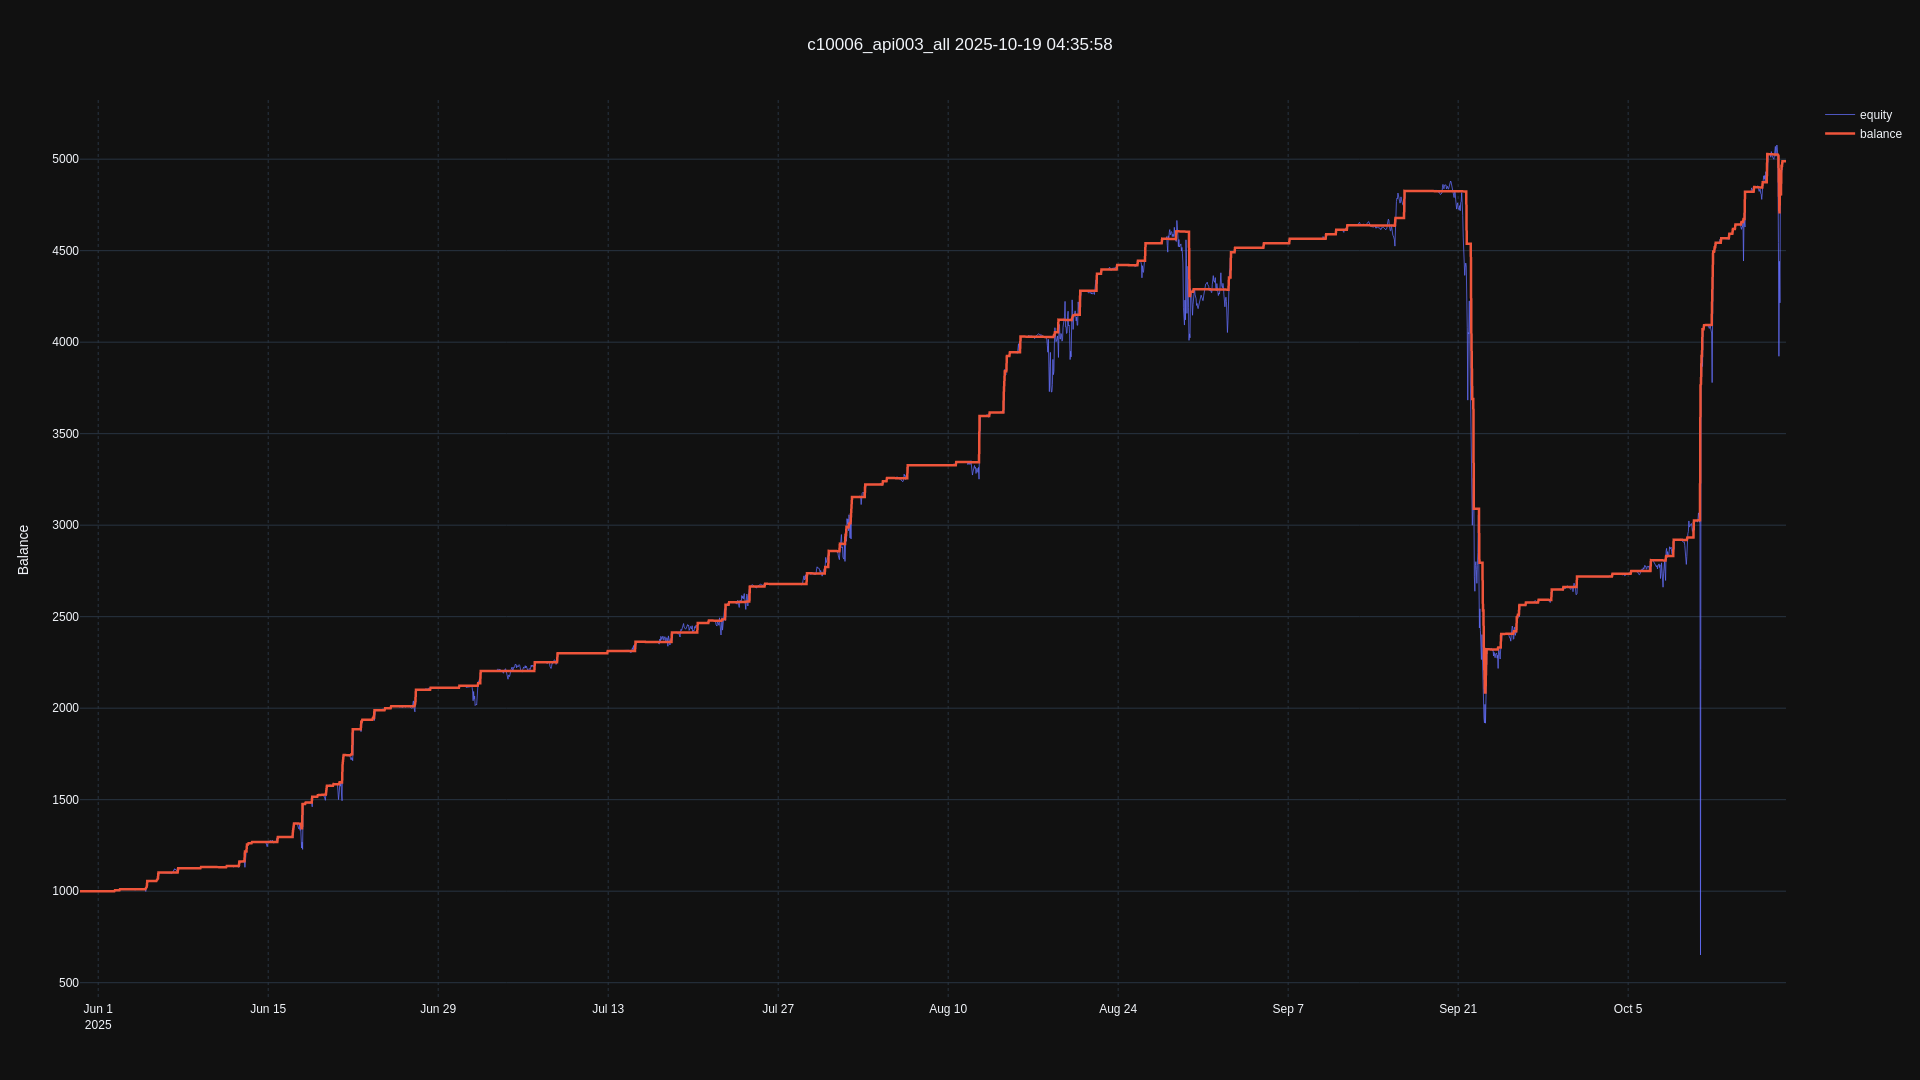 c10006_api003_all 2025-10-19 04:35:58
equity
balance
Balance
5000
4500
4000
3500
3000
2500
2000
1500
1000
500
Jun 1
2025
Jun 15
Jun 29
Jul 13
Jul 27
Aug 10
Aug 24
Sep 7
Sep 21
Oct 5